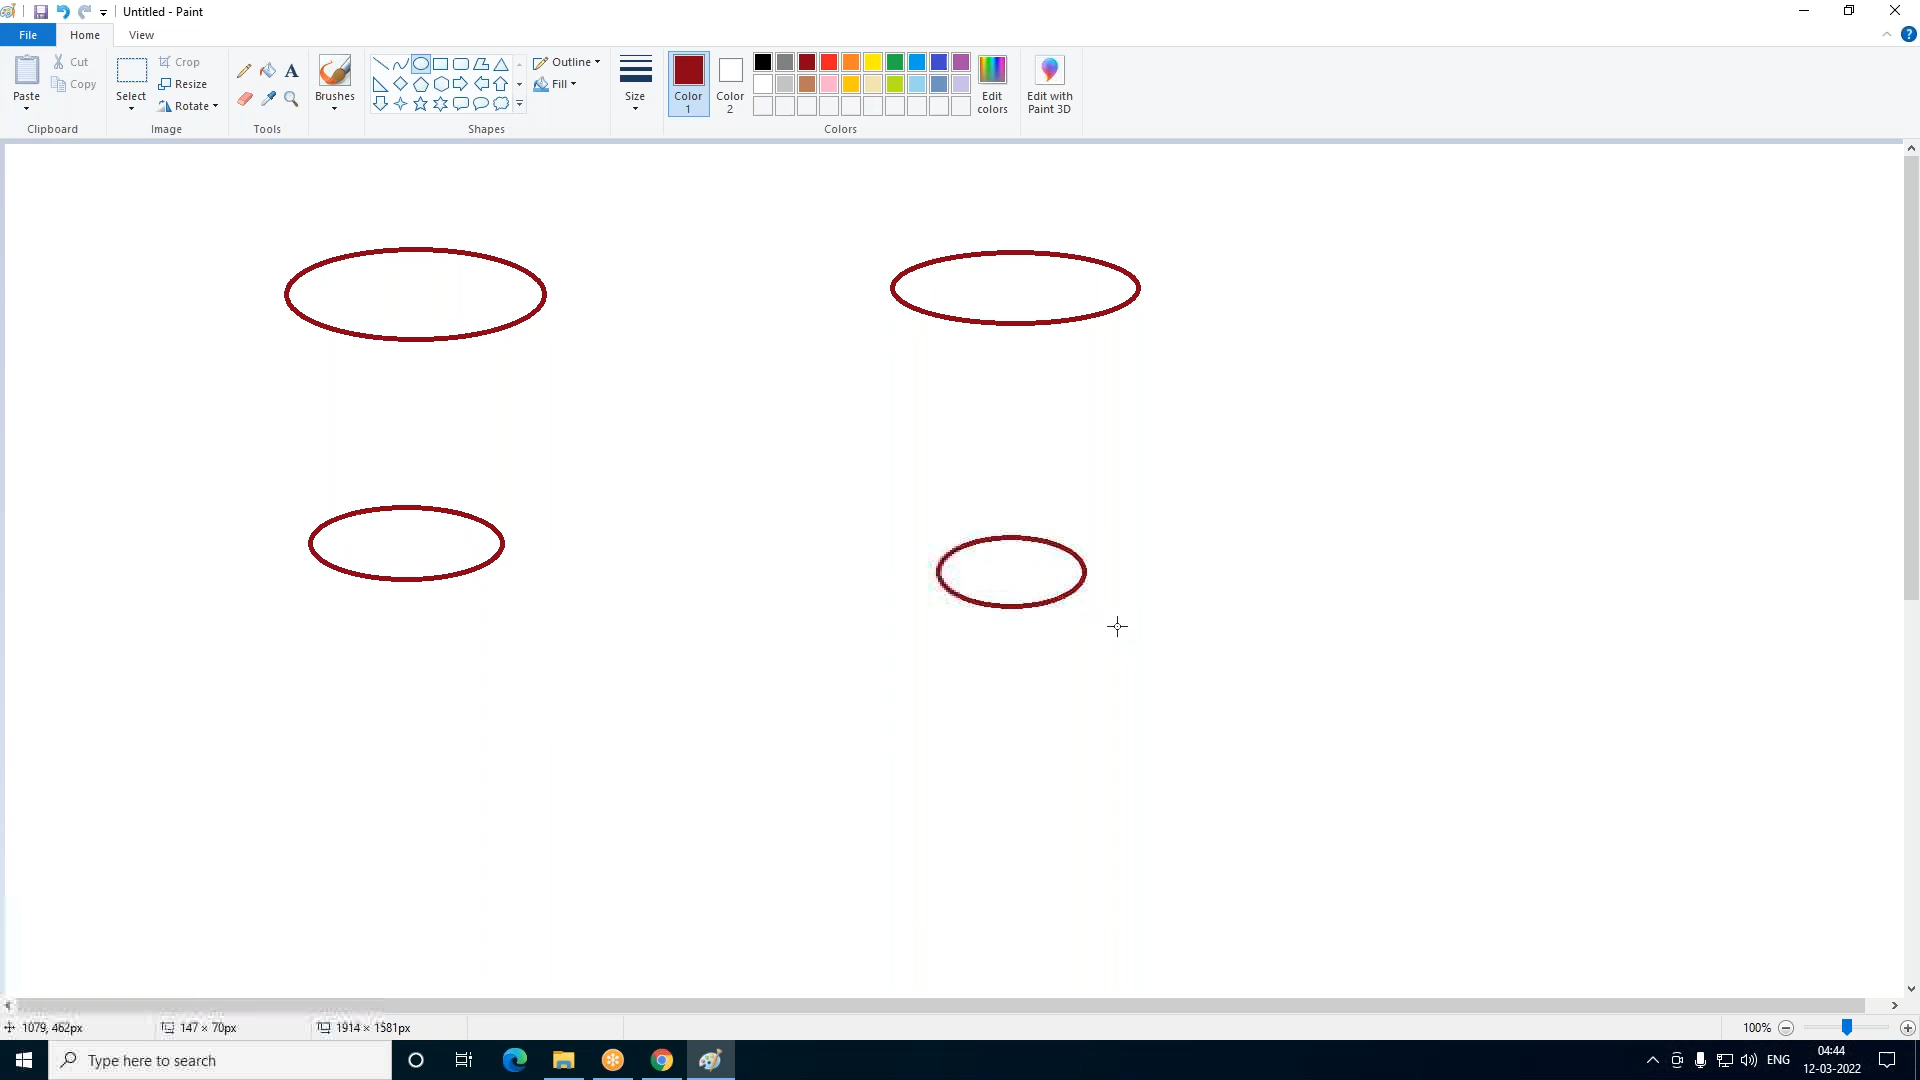 Untitled - Paint
File Home View
Paste
Cut
Copy
Clipboard
Select
Crop
Resize
Rotate
Image
A
Tools
Brushes
Outline
Fill
Shapes
Size
Color 1
Color 2
Edit colors
Colors
Edit with Paint 3D
?
1079, 462px
147 × 70px
1914 × 1581px
100%
Type here to search
ENG
04:44
12-03-2022